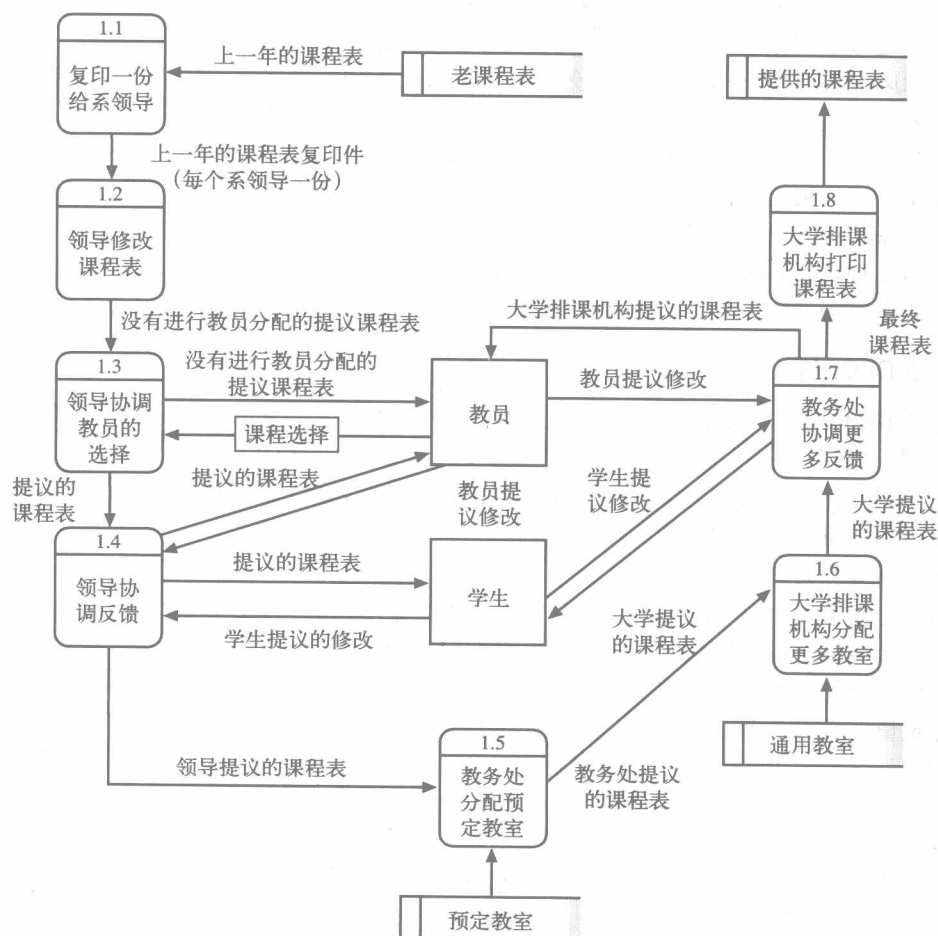 1.1
复印一份
给系领导
上一年的课程表
老课程表
提供的课程表
上一年的课程表复印件
（每个系领导一份）
1.2
领导修改
课程表
1.8
大学排课
机构打印
课程表
没有进行教员分配的提议课程表
大学排课机构提议的课程表
最终
课程表
1.3
领导协调
教员的
选择
没有进行教员分配的
提议课程表
课程选择
教员
教员提议修改
1.7
教务处
协调更
多反馈
提议的
课程表
提议的课程表
教员提
议修改
学生提
议修改
大学提议
的课程表
1.4
领导协
调反馈
提议的课程表
学生提议的修改
学生
大学提议
的课程表
1.6
大学排课
机构分配
更多教室
通用教室
领导提议的课程表
1.5
教务处
分配预
定教室
教务处提议
的课程表
预定教室